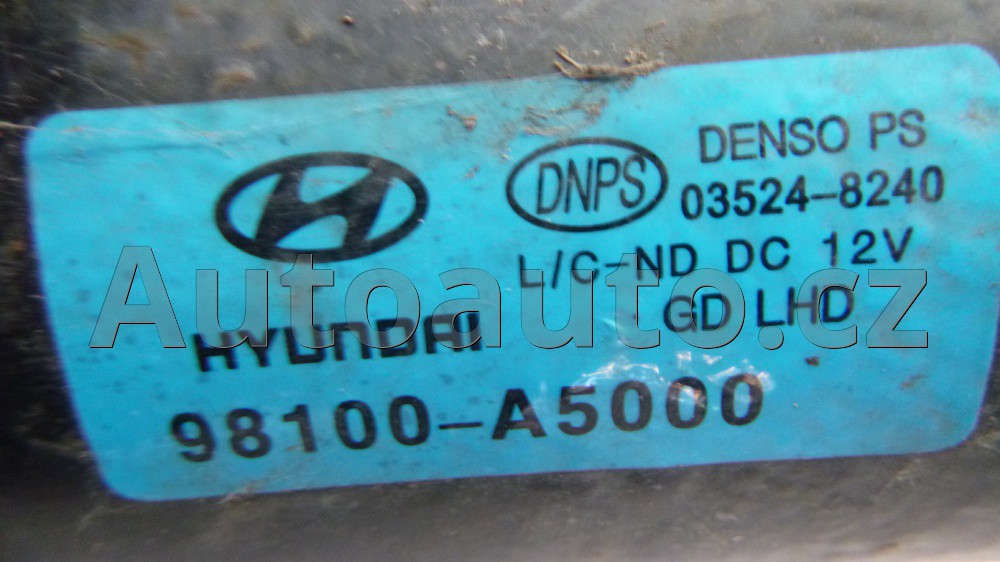 DENSO PS
DNPS
03524-8240
L/C-ND DC 12V
GD LHD
HYUNDAI
98100-A5000
Autoauto.cz